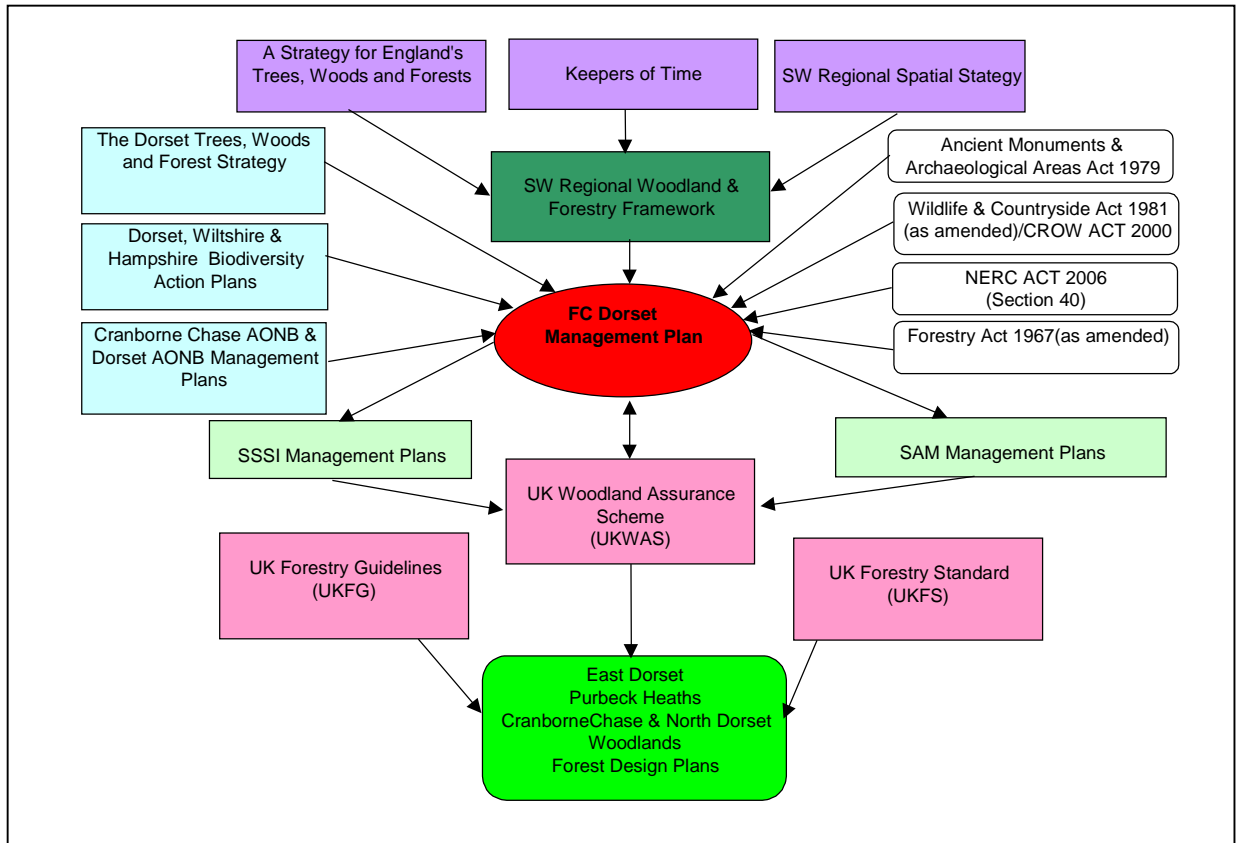 A Strategy for England's
Trees, Woods and Forests
Keepers of Time
SW Regional Spatial Stategy
The Dorset Trees, Woods
and Forest Strategy
SW Regional Woodland &
Forestry Framework
Ancient Monuments &
Archaeological Areas Act 1979
Wildlife & Countryside Act 1981
(as amended)/CROW ACT 2000
Dorset, Wiltshire &
Hampshire Biodiversity
Action Plans
NERC ACT 2006
(Section 40)
FC Dorset
Management Plan
Forestry Act 1967(as amended)
Cranborne Chase AONB &
Dorset AONB Management
Plans
SSSI Management Plans
SAM Management Plans
UK Woodland Assurance
Scheme
(UKWAS)
UK Forestry Guidelines
(UKFG)
UK Forestry Standard
(UKFS)
East Dorset
Purbeck Heaths
CranborneChase & North Dorset
Woodlands
Forest Design Plans